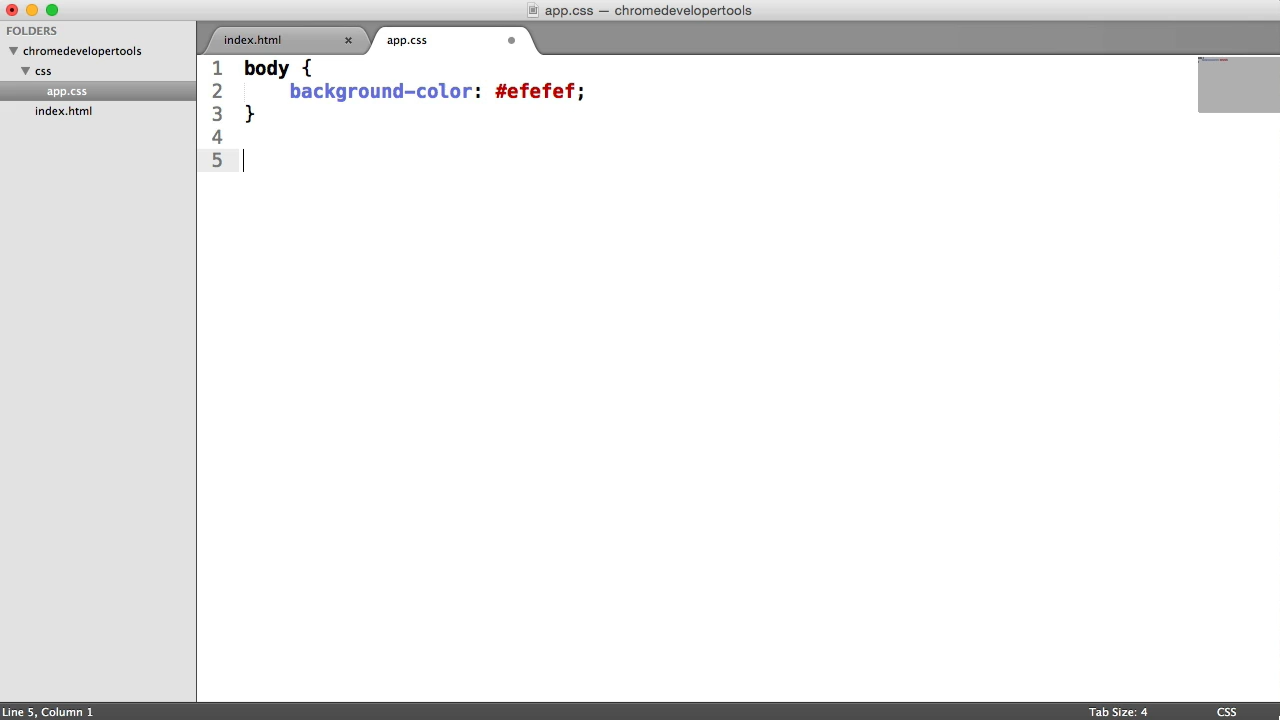 app.css — chromedevelopertools
FOLDERS
chromedevelopertools
css
app.css
index.html
index.html
app.css
1 body {
2 background-color: #efefef;
3 }
4
5
Line 5, Column 1
Tab Size: 4
CSS